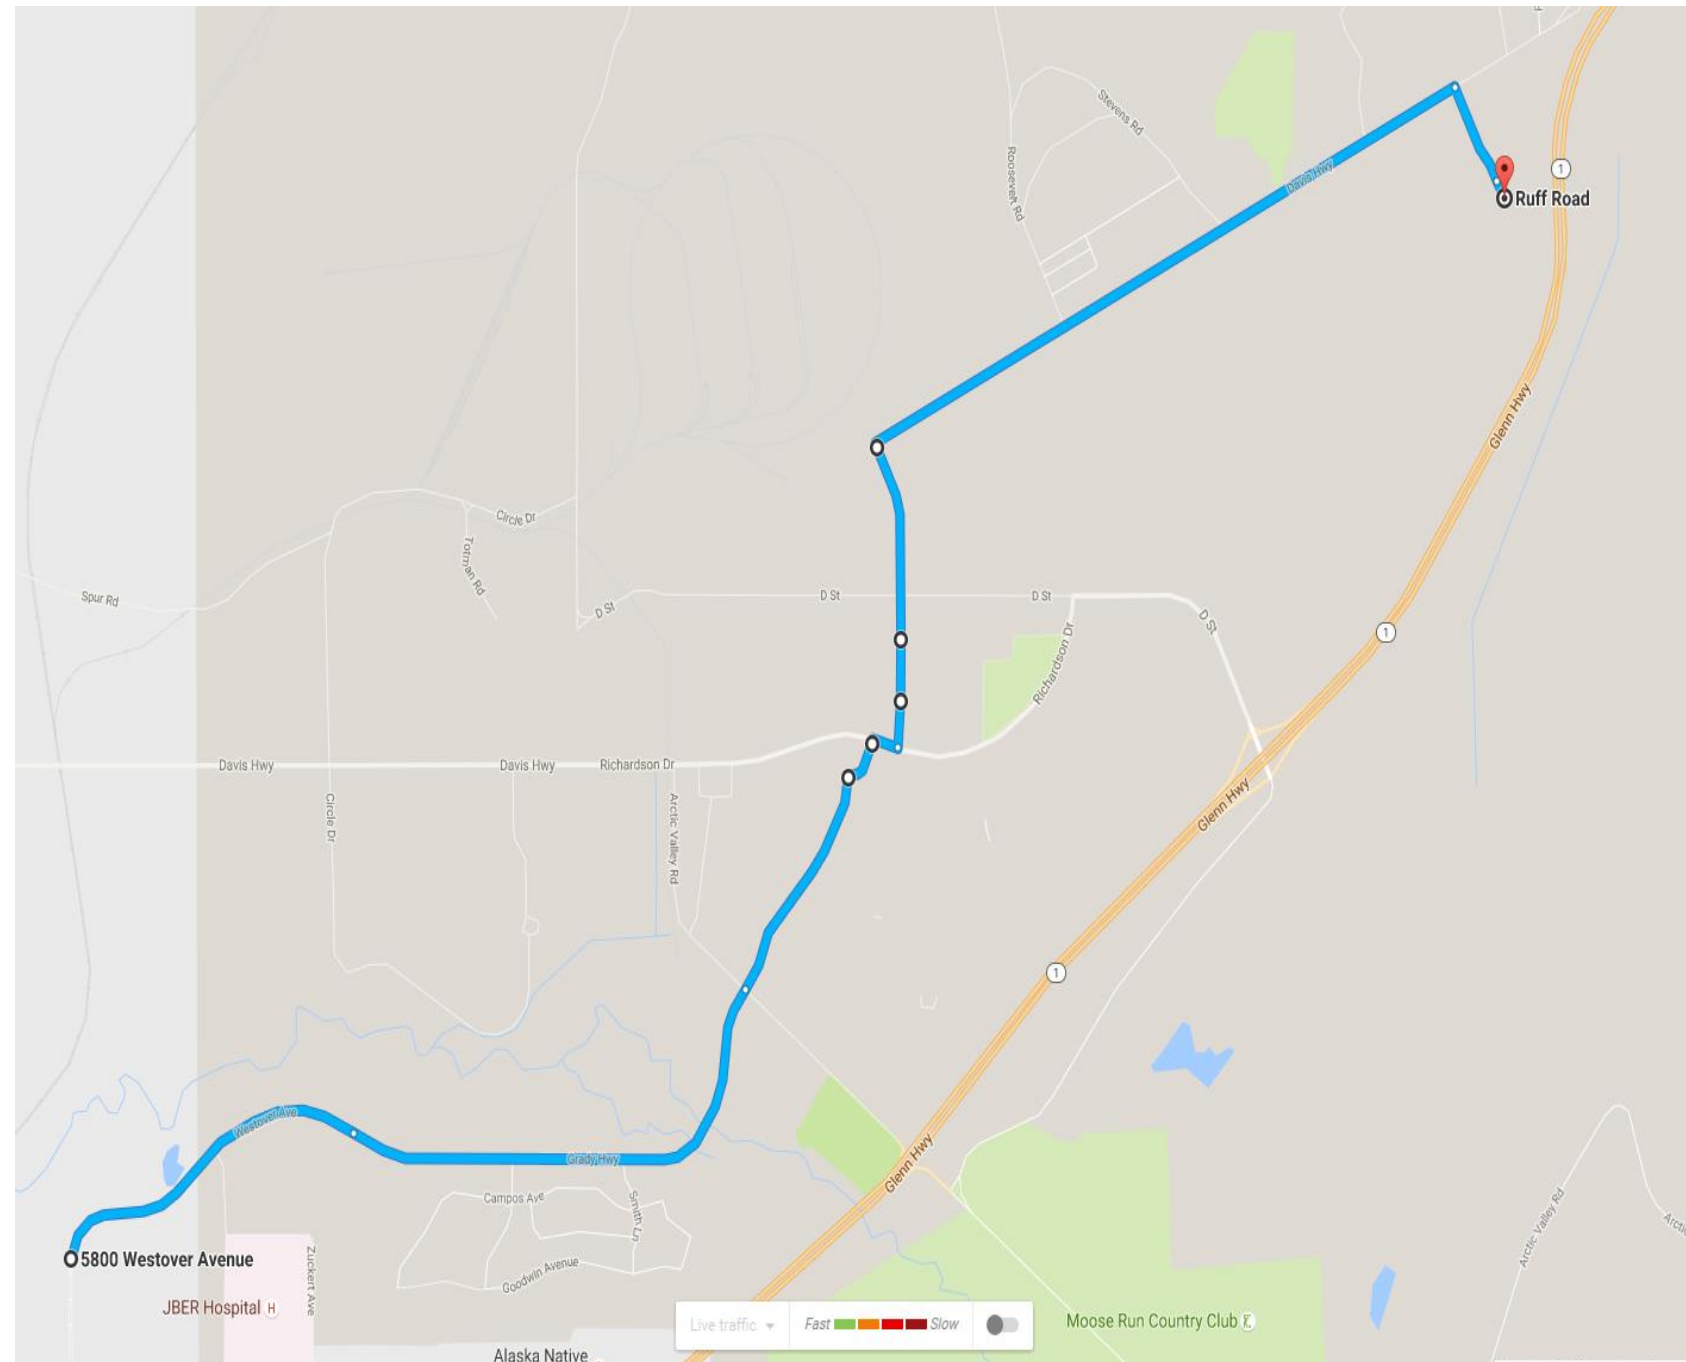 Stevens Rd
Roosevelt Rd
Davis Hwy
1
Ruff Road
Glenn Hwy
Circle Dr
Totman Rd
Spur Rd
D St
D St
D St
D St
1
Richardson Dr
Davis Hwy
Davis Hwy
Richardson Dr
Circle Dr
Arctic Valley Rd
Glenn Hwy
1
Westover Ave
Grady Hwy
Glenn Hwy
Campos Ave
Smith Ln
5800 Westover Avenue
Zuckert Ave
Goodwin Avenue
Arctic Valley Rd
Arctic
JBER Hospital H
Live traffic
Fast
Slow
Moose Run Country Club
Alaska Native